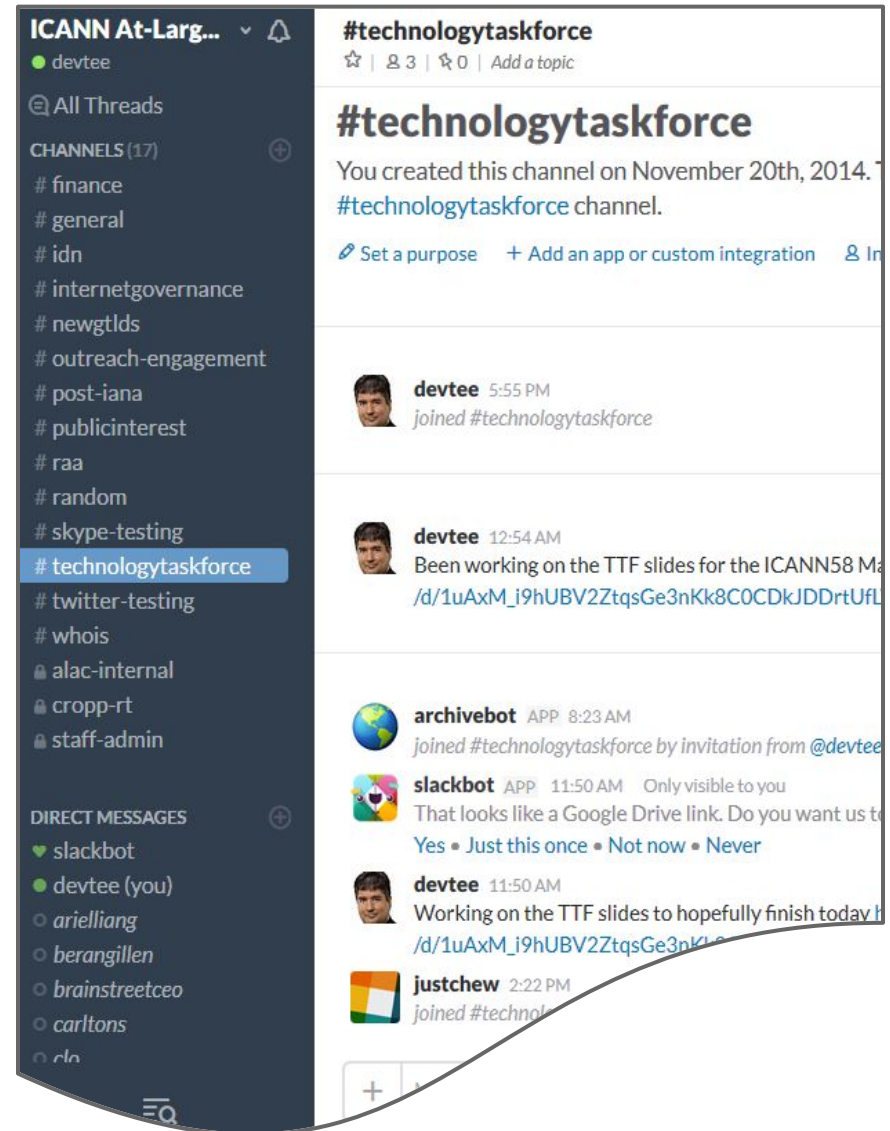 ICANN At-Larg...
devtee
All Threads
CHANNELS (17)
# finance
# general
# idn
# internetgovernance
# newgtlds
# outreach-engagement
# post-iana
# publicinterest
# raa
# random
# skype-testing
# technologytaskforce
# twitter-testing
# whois
alac-internal
cropp-rt
staff-admin
DIRECT MESSAGES
slackbot
devtee (you)
arielliang
berangillen
brainstreetceo
carltons
clo
#technologytaskforce
3 | 0 | Add a topic
#technologytaskforce
You created this channel on November 20th, 2014.
#technologytaskforce channel.
Set a purpose + Add an app or custom integration
devtee 5:55 PM
joined #technologytaskforce
devtee 12:54 AM
Been working on the TTF slides for the ICANN58 Ma
/d/1uAxM_i9hUBV2ZtqsGe3nKk8C0CDkJDDrtUfL
archivebot APP 8:23 AM
joined #technologytaskforce by invitation from @devtee
slackbot APP 11:50 AM Only visible to you
That looks like a Google Drive link. Do you want us to
Yes • Just this once • Not now • Never
devtee 11:50 AM
Working on the TTF slides to hopefully finish today h
/d/1uAxM_i9hUBV2ZtqsGe3nKk8
justchew 2:22 PM
joined #technolo
+